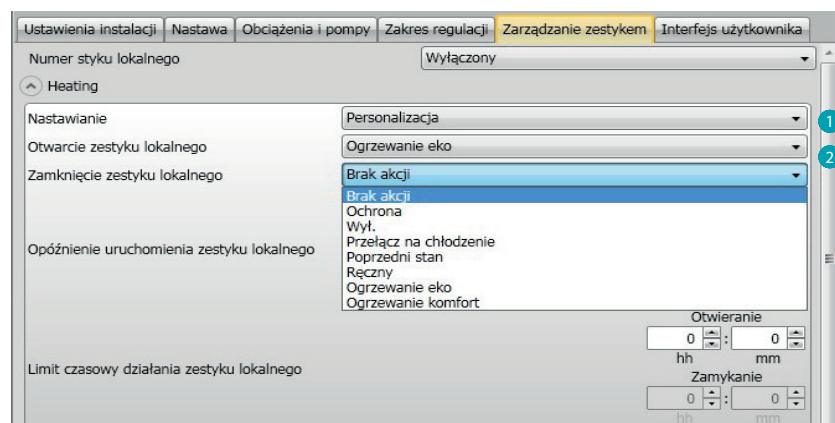 Ustawienia instalacji Nastawa Obciążenia i pompy Zakres regulacji Zarządzanie zestykem Interfejs użytkownika
Numer styku lokalnego Wyłączony
Heating
Nastawianie Personalizacja 1
Otwarcie zestyku lokalnego Ogrzewanie eko 2
Zamknięcie zestyku lokalnego Brak akcji
Brak akcji
Ochrona
Wył.
Przełącz na chłodzenie
Opóźnienie uruchomienia zestyku lokalnego Poprzedni stan
Ręczny
Ogrzewanie eko
Ogrzewanie komfort
Otwieranie
0 : 0
hh mm
Limit czasowy działania zestyku lokalnego
Zamykanie
0 : 0
hh mm